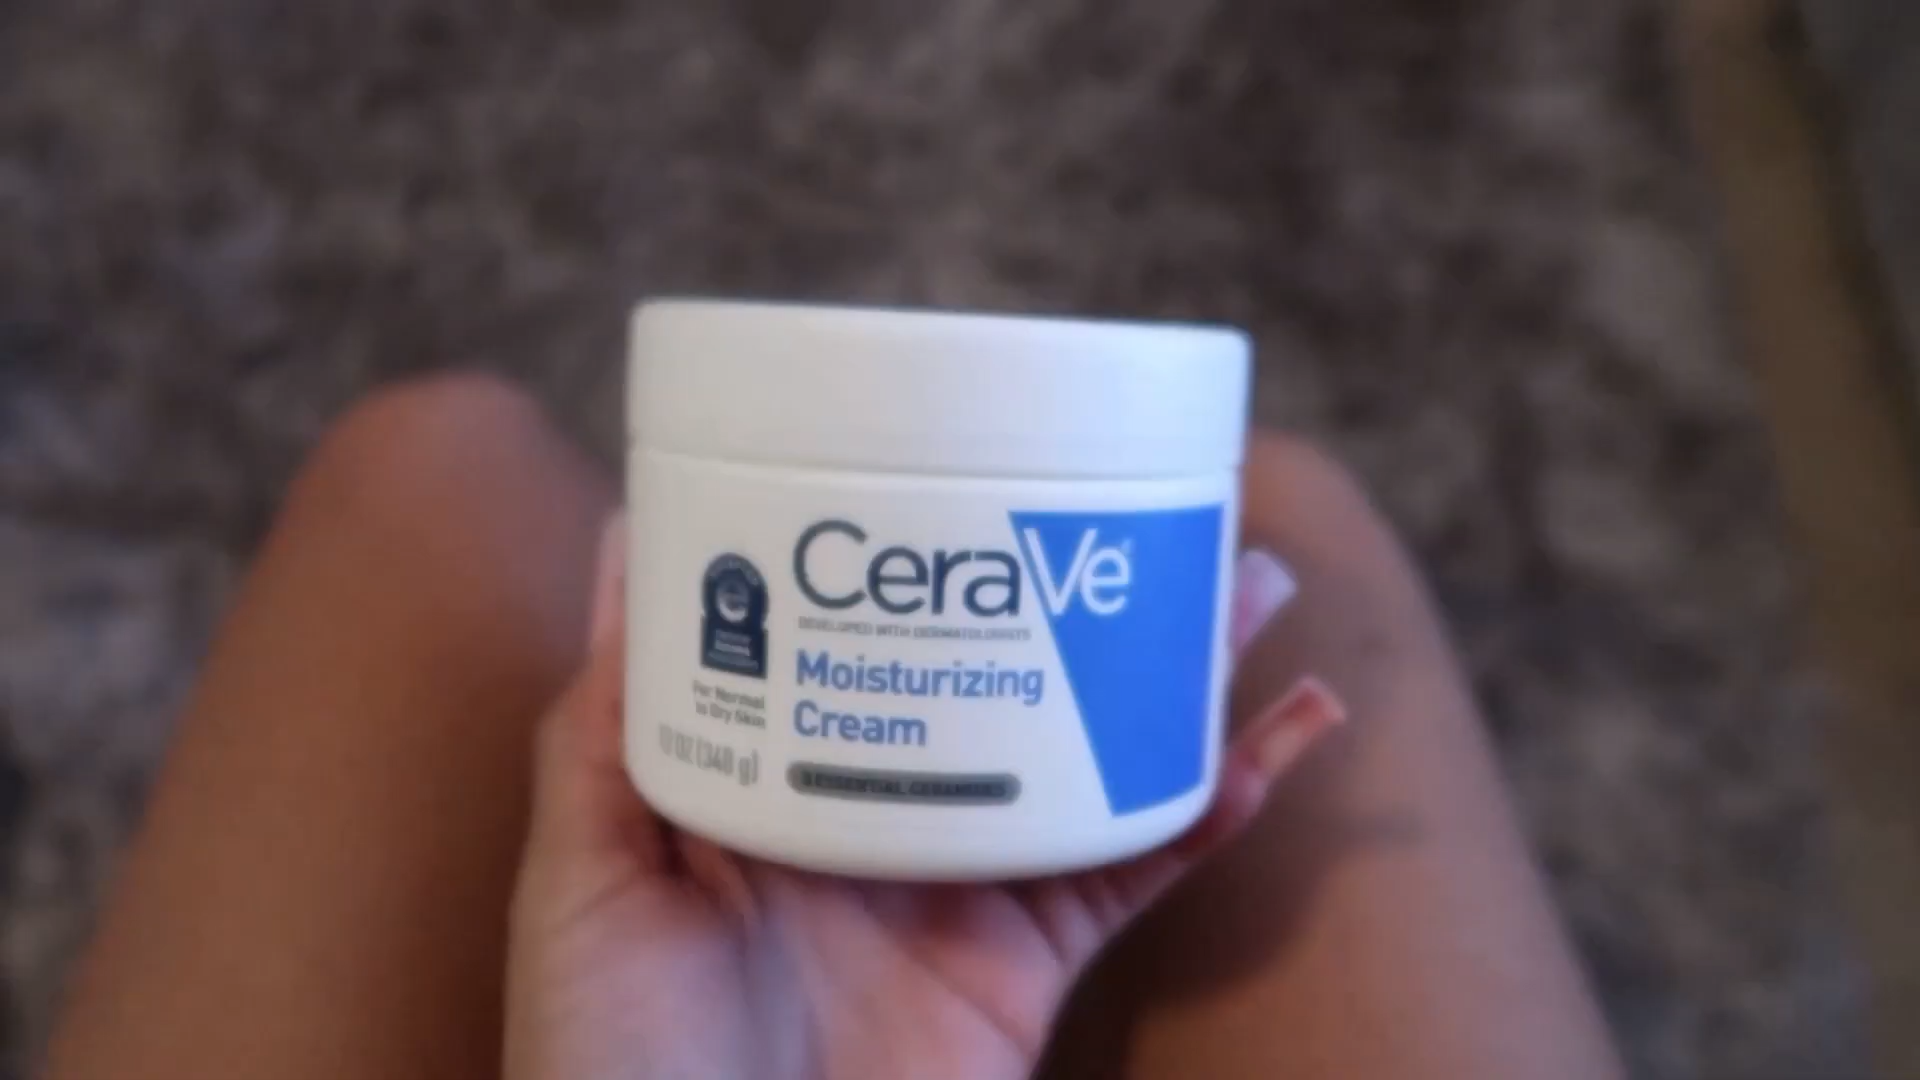 CeraVe
DEVELOPED WITH DERMATOLOGISTS
Moisturizing
Cream
For Normal
to Dry Skin
12 OZ (340 g)
3 ESSENTIAL CERAMIDES